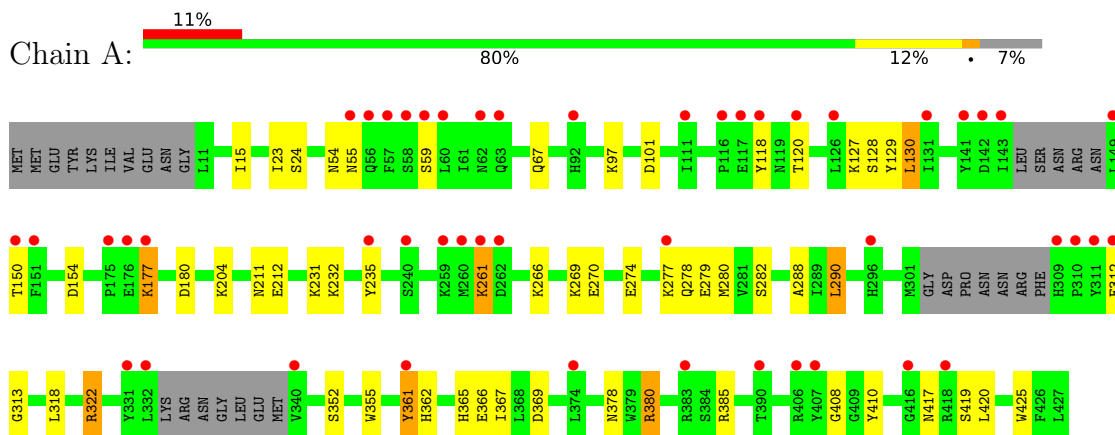 11%
Chain A:
80% 12% • 7%
MET MET GLU TYR LYS ILE VAL GLU ASN GLY L11 I15 I23 S24 N54 N55 Q56 F57 S58 S59 L60 I61 N62 Q63 Q67 H92 K97 D101 I111 P116 E117 Y118 N119 T120 L126 K127 S128 Y129 L130 I131 Y141 D142 I143 LEU SER ASN ARG ASN L149
T150 F151 D154 P175 E176 K177 D180 K204 N211 E212 K231 K232 Y235 S240 K259 M260 K261 D262 K266 K269 E270 E274 K277 Q278 E279 M280 V281 S282 A288 I289 L290 H296 M301 GLY ASP PRO ASN ASN ARG PHE H309 P310 Y311 E312
G313 L318 R322 Y331 L332 LYS ARG ASN GLY LEU GLU MET V340 S352 W355 Y361 H362 H365 E366 I367 L368 D369 L374 N378 W379 R380 R383 S384 R385 T390 R406 Y407 G408 G409 Y410 G416 N417 R418 S419 L420 W425 F426 L427